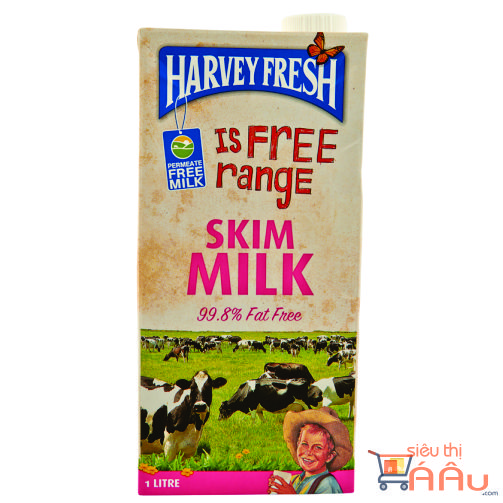 HARVEY FRESH
Is FREE
range
PERMEATE
FREE
MILK
SKIM
MILK
99.8% Fat Free
1 LITRE
siêu thị
ÂÂu
.com